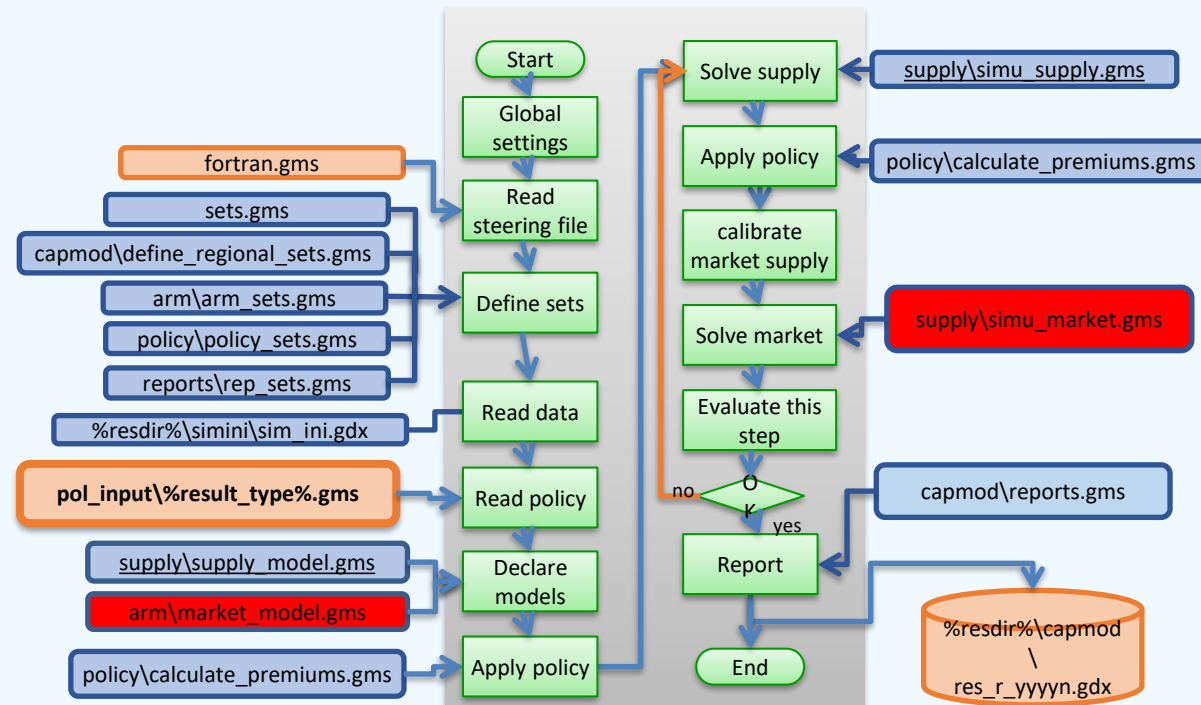 Start
Global
settings
fortran.gms
Read
steering file
sets.gms
capmod\define_regional_sets.gms
arm\arm_sets.gms
policy\policy_sets.gms
reports\rep_sets.gms
Define sets
%resdir%\simini\sim_ini.gdx
Read data
pol_input\%result_type%.gms
Read policy
supply\supply_model.gms
arm\market_model.gms
Declare
models
policy\calculate_premiums.gms
Apply policy
Solve supply
supply\simu_supply.gms
Apply policy
policy\calculate_premiums.gms
calibrate
market supply
Solve market
supply\simu_market.gms
Evaluate this
step
O
K
no
yes
capmod\reports.gms
Report
End
%resdir%\capmod
\
res_r_yyyyn.gdx